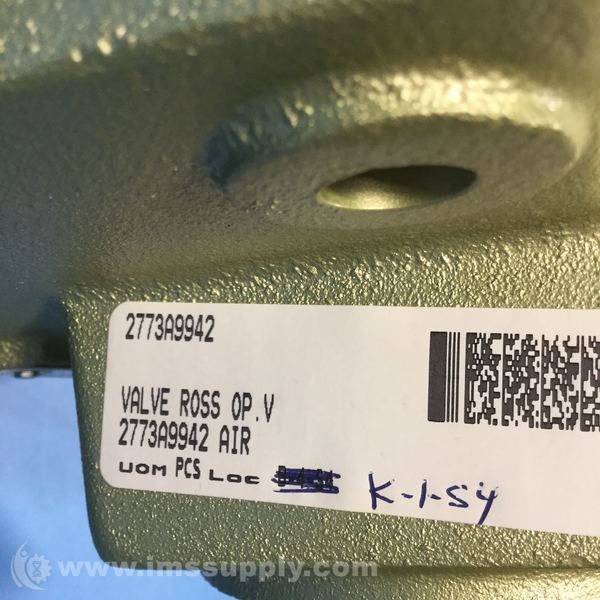 2773A9942
VALVE ROSS OP.V
2773A9942 AIR
UOM PCS LOC K-1-54
www.imssupply.com